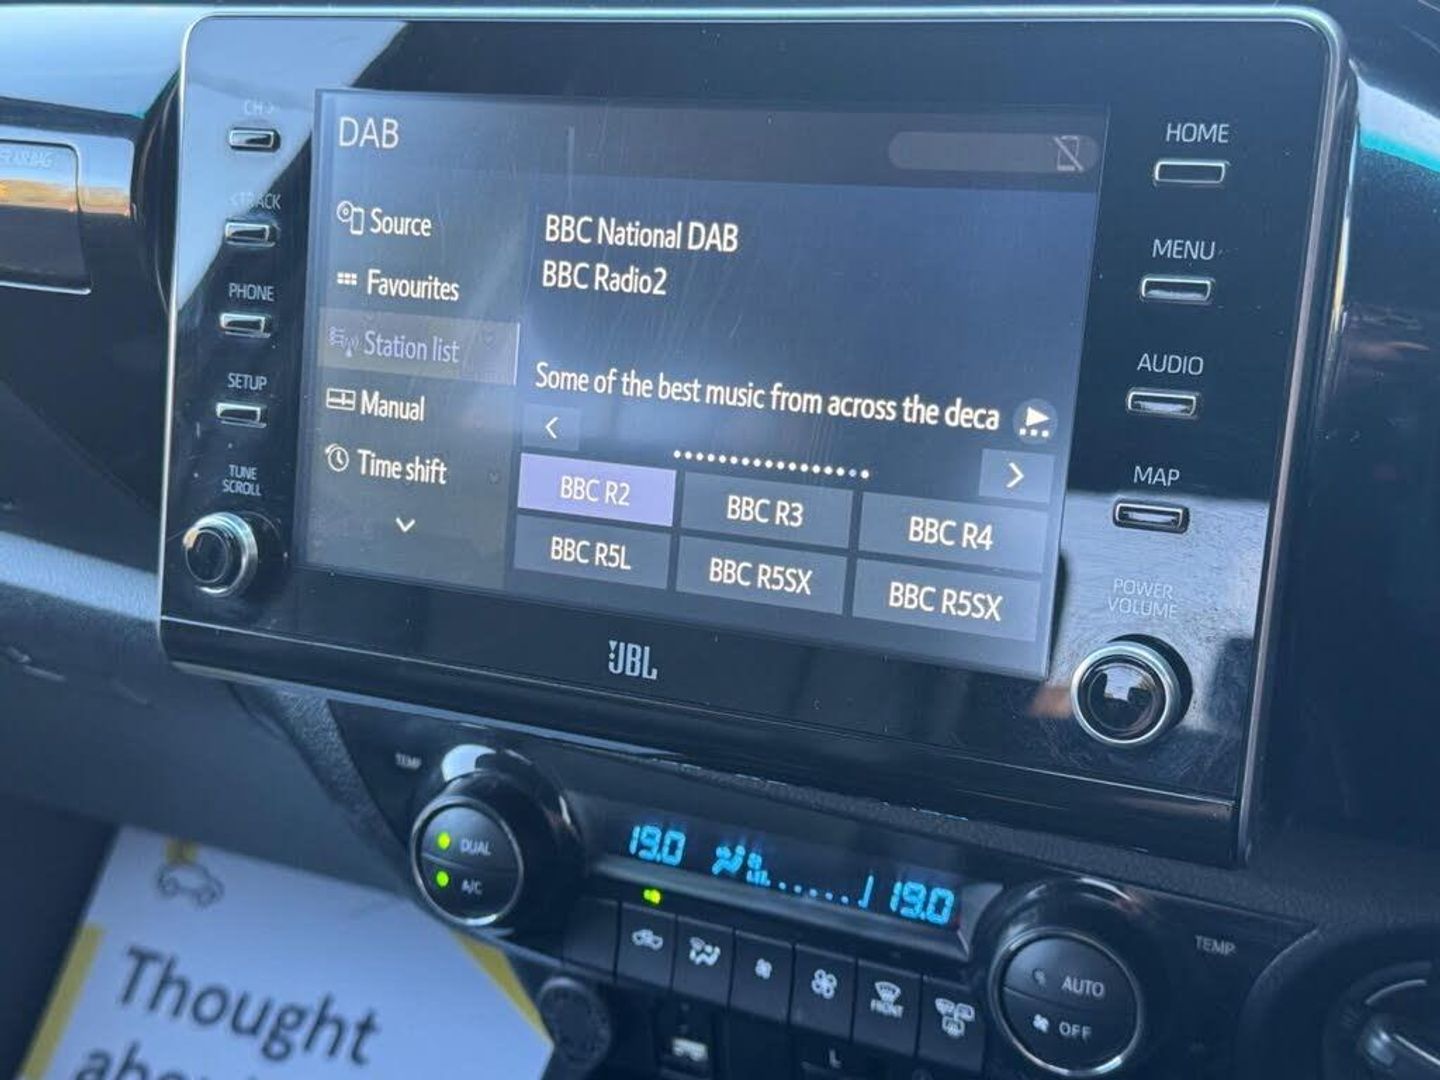 CH >
< TRACK
PHONE
SETUP
TUNE
SCROLL
DAB
Source
Favourites
Station list
Manual
Time shift
BBC National DAB
BBC Radio2
Some of the best music from across the deca
BBC R2
BBC R3
BBC R4
BBC R5L
BBC R5SX
BBC R5SX
HOME
MENU
AUDIO
MAP
POWER
VOLUME
JBL
TEMP
DUAL
A/C
19.0
19.0
FRONT
TEMP
AUTO
OFF
L
Thought